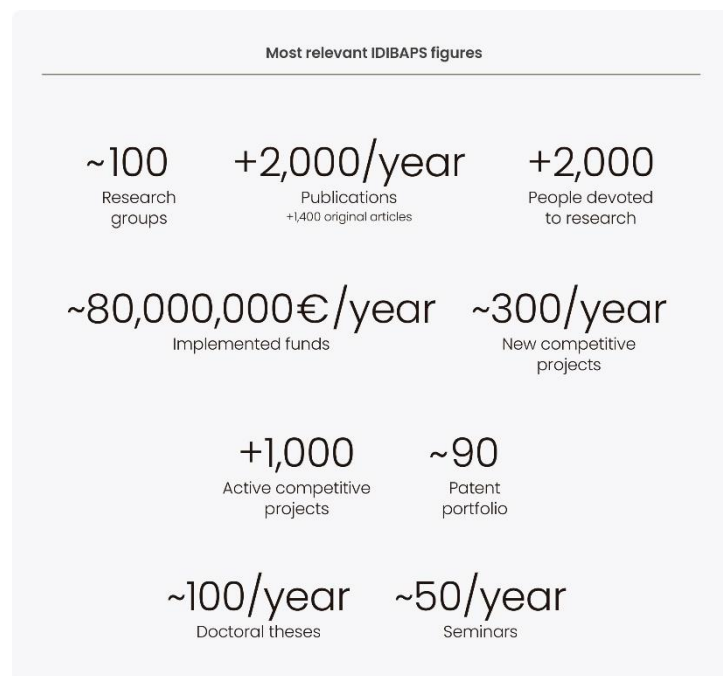 Most relevant IDIBAPS figures
~100
Research
groups
+2,000/year
Publications
+1,400 original articles
+2,000
People devoted
to research
~80,000,000€/year
Implemented funds
~300/year
New competitive
projects
+1,000
Active competitive
projects
~90
Patent
portfolio
~100/year
Doctoral theses
~50/year
Seminars